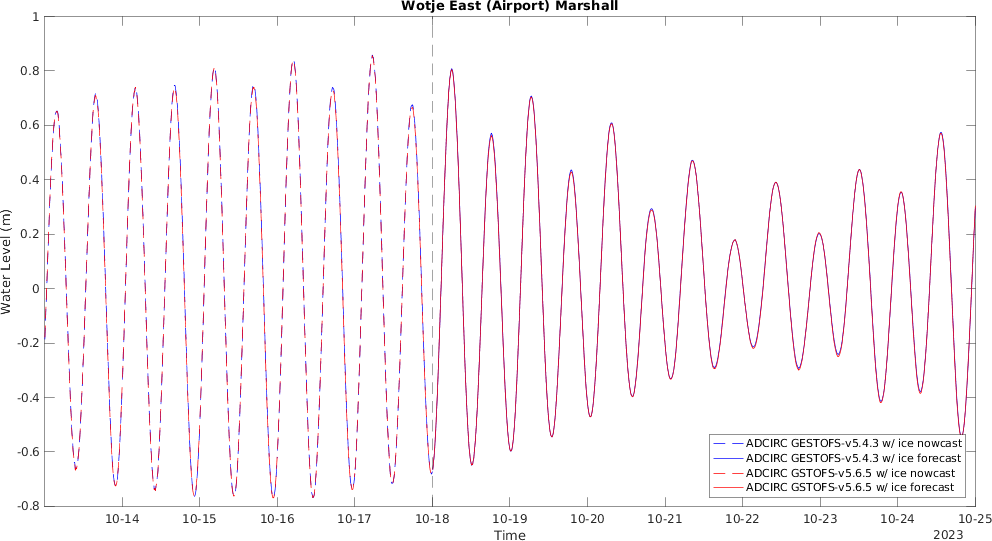 Wotje East (Airport) Marshall
1
0.8
0.6
0.4
0.2
0
-0.2
-0.4
-0.6
-0.8
Water Level (m)
ADCIRC GESTOFS-v5.4.3 w/ ice nowcast
ADCIRC GESTOFS-v5.4.3 w/ ice forecast
ADCIRC GSTOFS-v5.6.5 w/ ice nowcast
ADCIRC GSTOFS-v5.6.5 w/ ice forecast
10-14 10-15 10-16 10-17 10-18 10-19 10-20 10-21 10-22 10-23 10-24 10-25
Time
2023